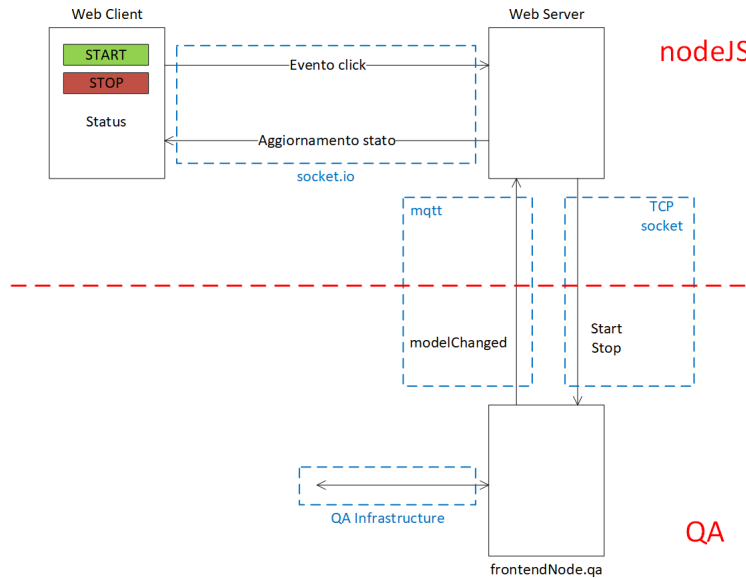 Web Client
Web Server
nodeJS
START
STOP
Status
Evento click
Aggiornamento stato
socket.io
mqtt
TCP
socket
modelChanged
Start
Stop
QA Infrastructure
QA
frontendNode.qa